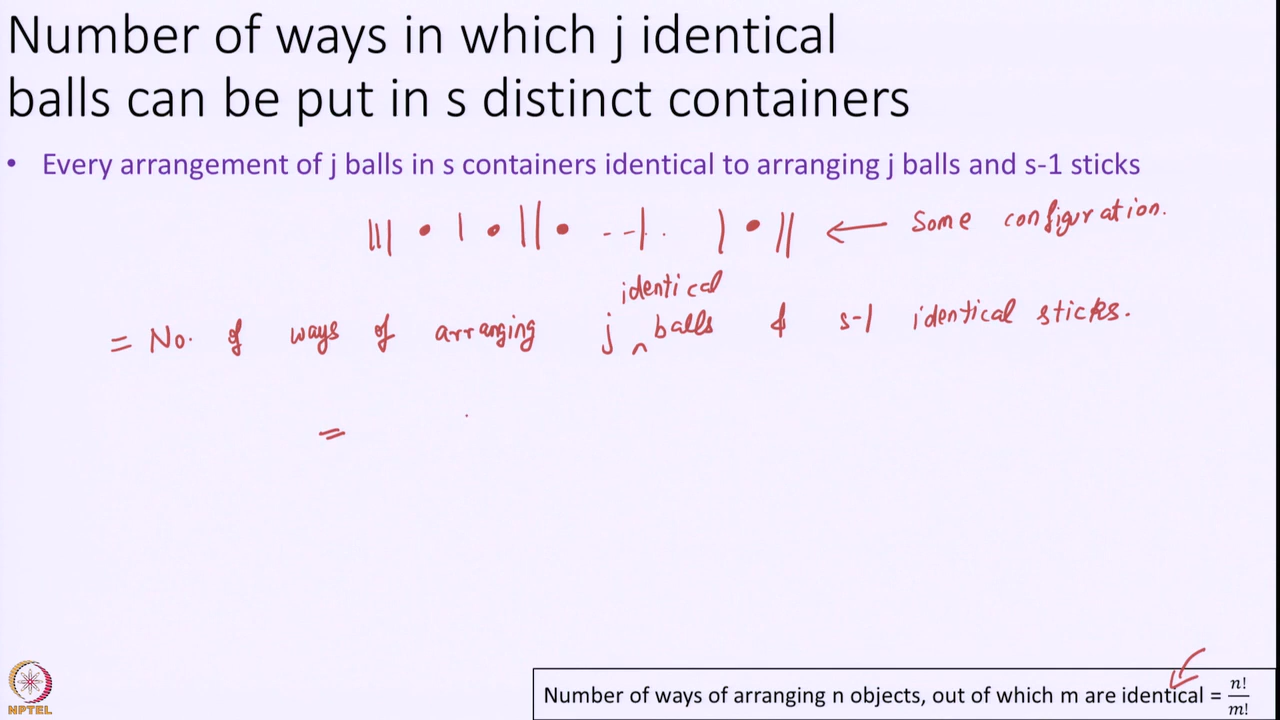 Number of ways in which j identical
balls can be put in s distinct containers
• Every arrangement of j balls in s containers identical to arranging j balls and s-1 sticks
||| • | • || • - - | . | • || ← Some configuration.
identical
= No. of ways of arranging j ^ balls & s-1 identical sticks.
=
Number of ways of arranging n objects, out of which m are identical = n!/m!
NPTEL